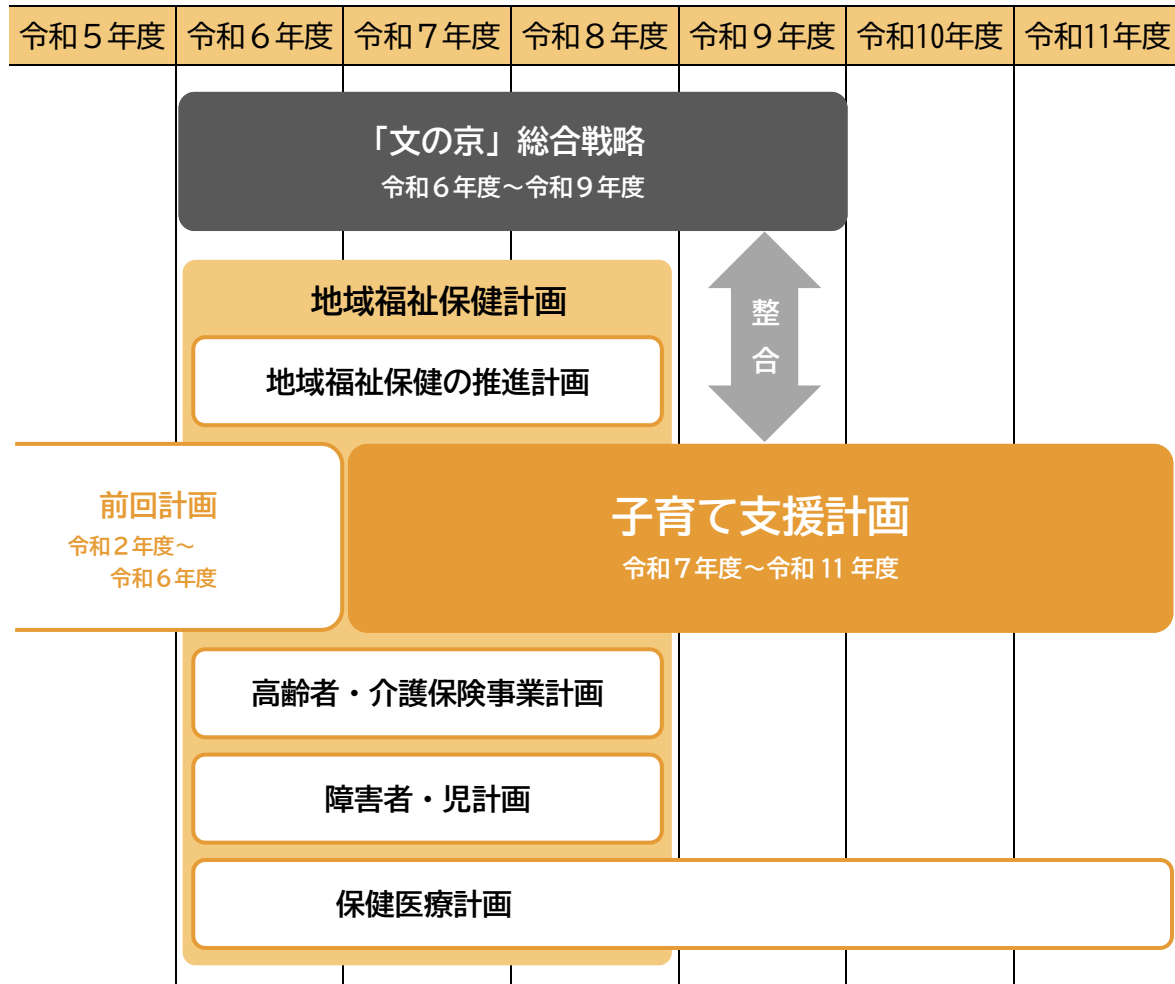 令和５年度 令和６年度 令和７年度 令和８年度 令和９年度 令和10年度 令和11年度
「文の京」総合戦略
令和６年度～令和９年度
地域福祉保健計画
整
合
地域福祉保健の推進計画
前回計画
令和２年度～
令和６年度
子育て支援計画
令和７年度～令和 11 年度
高齢者・介護保険事業計画
障害者・児計画
保健医療計画